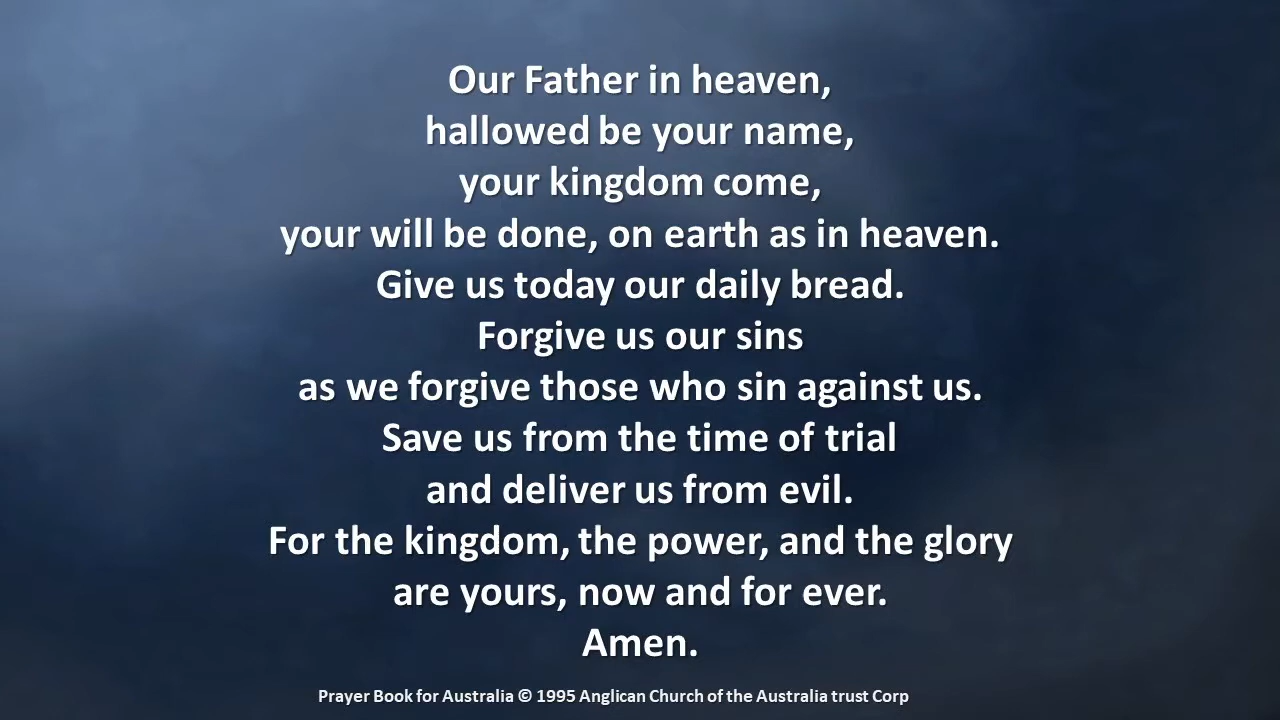 Our Father in heaven,
hallowed be your name,
your kingdom come,
your will be done, on earth as in heaven.
Give us today our daily bread.
Forgive us our sins
as we forgive those who sin against us.
Save us from the time of trial
and deliver us from evil.
For the kingdom, the power, and the glory
are yours, now and for ever.
Amen.
Prayer Book for Australia © 1995 Anglican Church of the Australia trust Corp